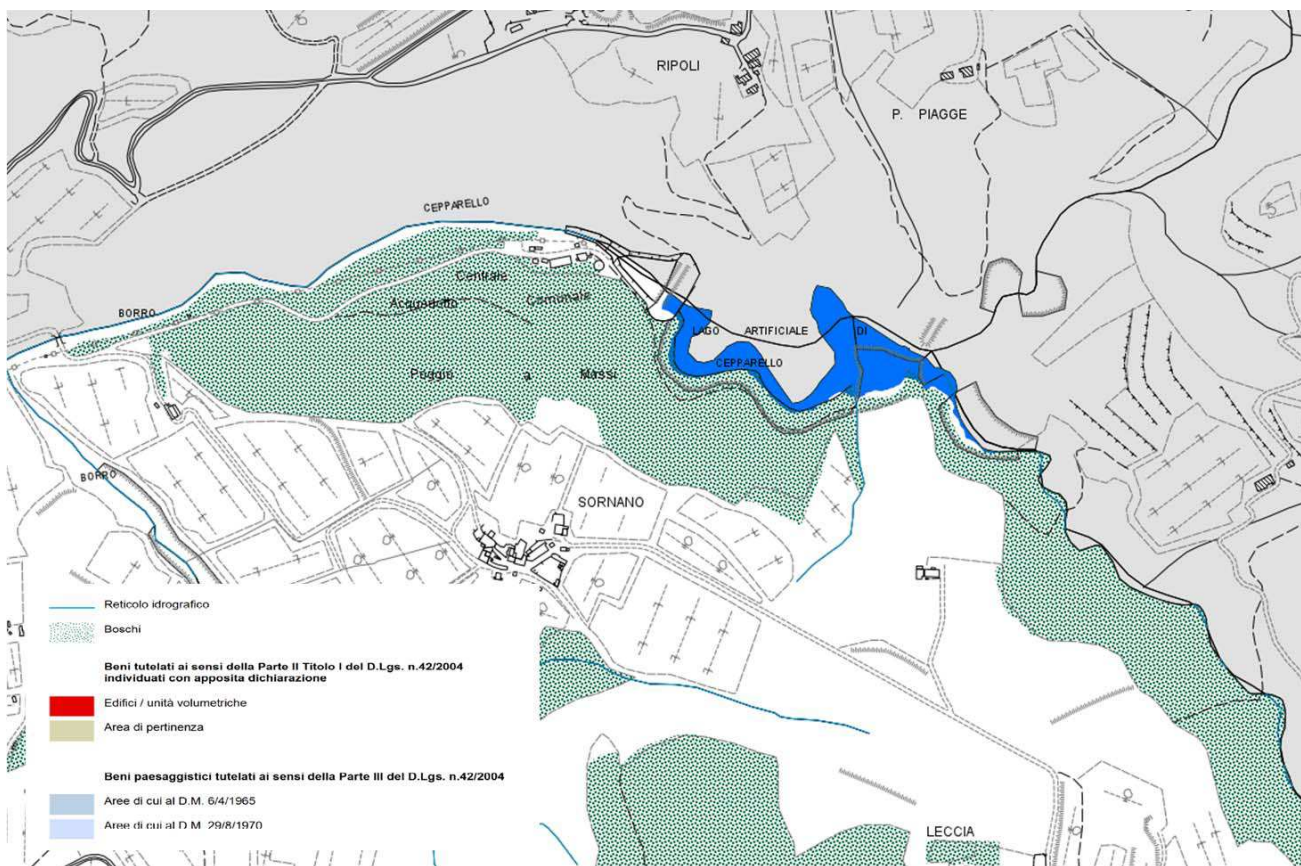 RIPOLI
P. PIAGGE
CEPPARELLO
Centrale
Acquedotto Comunale
BORRO
LAGO ARTIFICIALE DI
CEPPARELLO
Poggio a Massi
BORRO
SORNANO
Reticolo idrografico
Boschi
Beni tutelati ai sensi della Parte II Titolo I del D.Lgs. n.42/2004
individuati con apposita dichiarazione
Edifici / unità volumetriche
Area di pertinenza
Beni paesaggistici tutelati ai sensi della Parte III del D.Lgs. n.42/2004
Aree di cui al D.M. 6/4/1965
Aree di cui al D.M. 29/8/1970
LECCIA